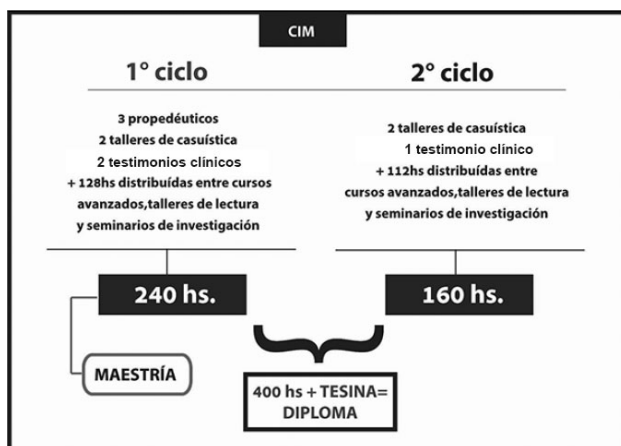 CIM
1° ciclo
3 propedéuticos
2 talleres de casuística
2 testimonios clínicos
+ 128hs distribuídas entre cursos
avanzados,talleres de lectura
y seminarios de investigación
240 hs.
MAESTRÍA
2° ciclo
2 talleres de casuística
1 testimonio clínico
+ 112hs distribuídas entre
cursos avanzados,talleres de lectura
y seminarios de investigación
160 hs.
400 hs + TESINA=
DIPLOMA